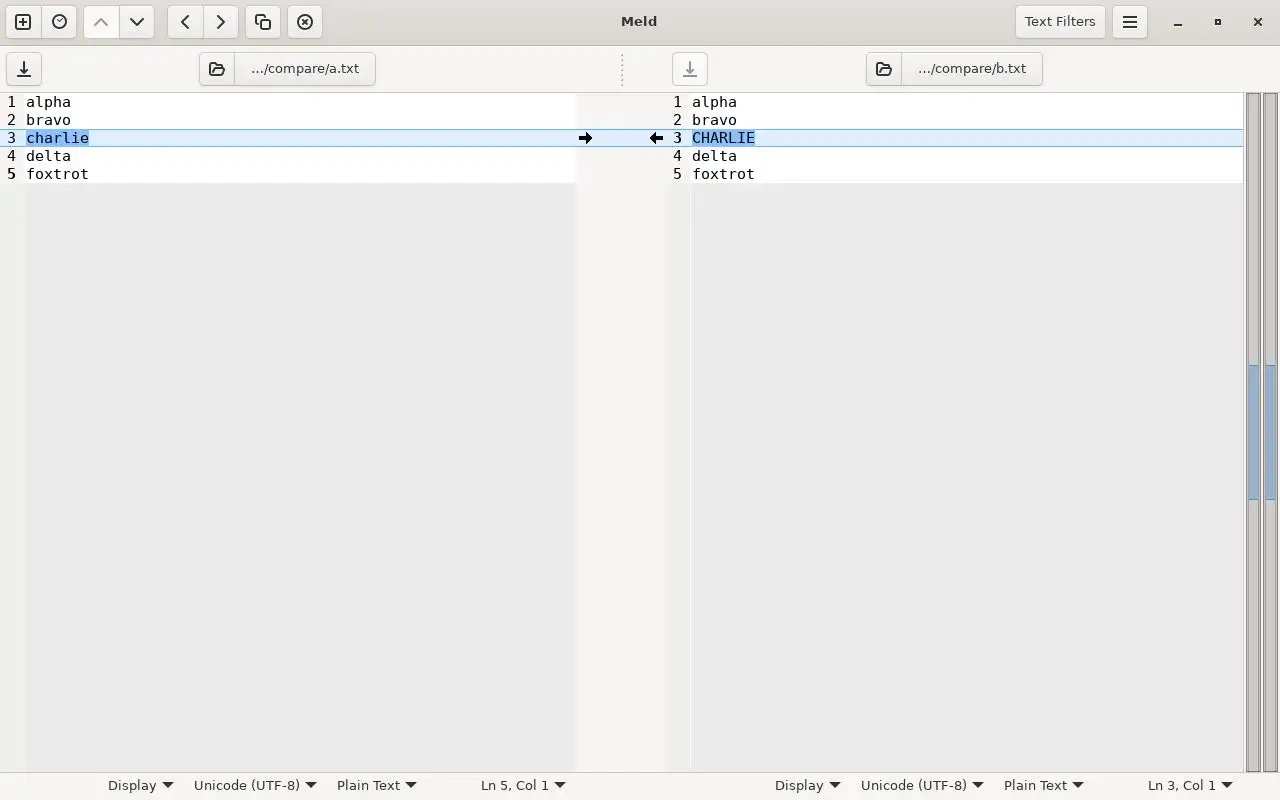 Meld
Text Filters
.../compare/a.txt
.../compare/b.txt
1 alpha
2 bravo
3 charlie
4 delta
5 foxtrot
1 alpha
2 bravo
3 CHARLIE
4 delta
5 foxtrot
Display Unicode (UTF-8) Plain Text Ln 5, Col 1
Display Unicode (UTF-8) Plain Text Ln 3, Col 1